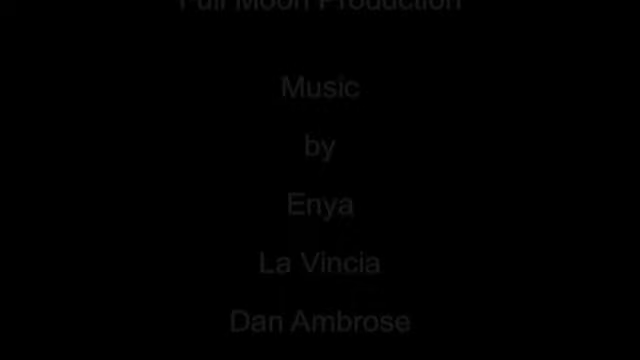 Full Moon Production
Music
by
Enya
La Vincia
Dan Ambrose